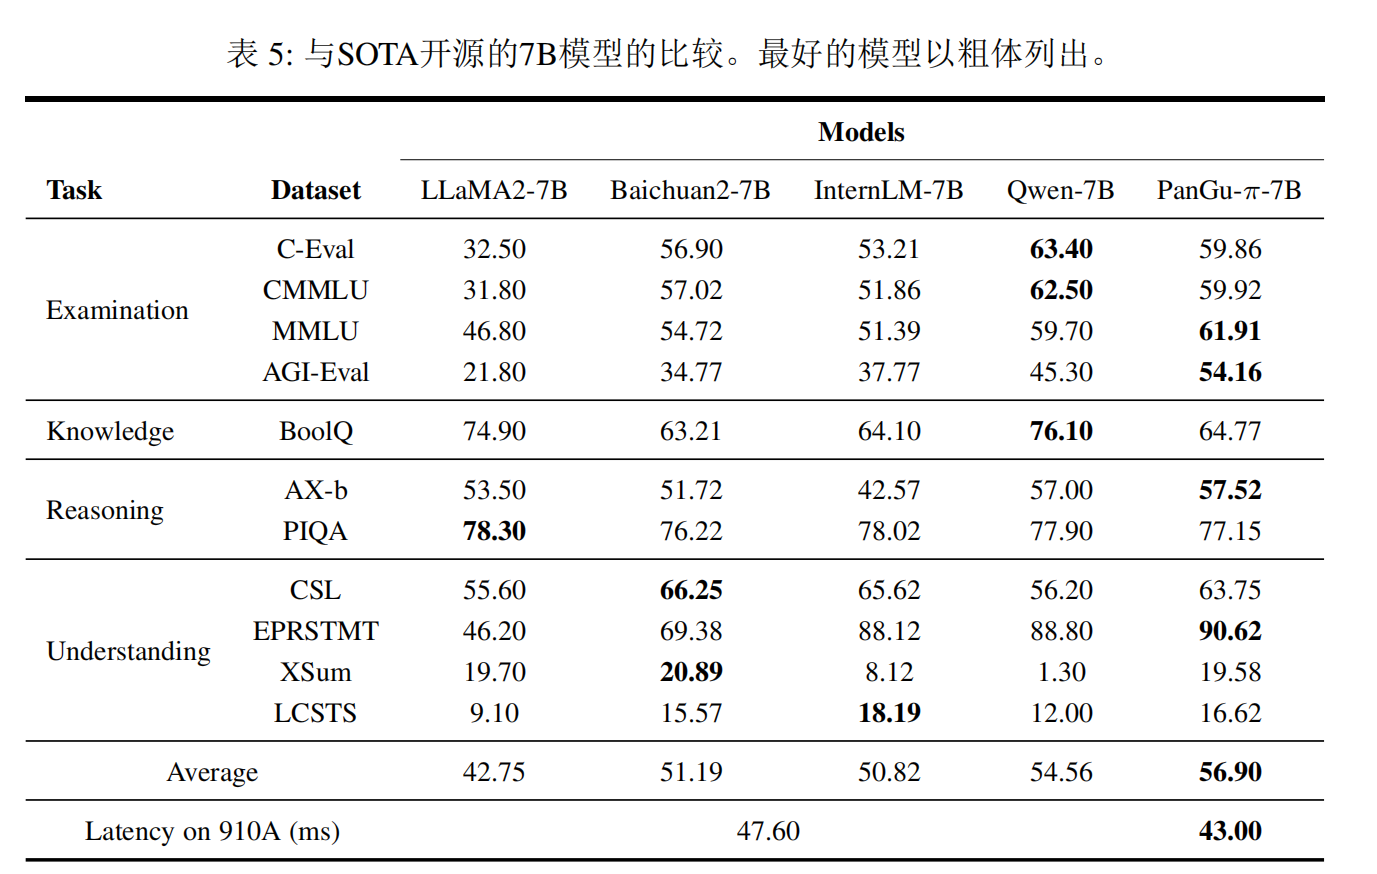 表 5: 与SOTA开源的7B模型的比较。最好的模型以粗体列出。
Models
Task Dataset LLaMA2-7B Baichuan2-7B InternLM-7B Qwen-7B PanGu-π-7B
C-Eval 32.50 56.90 53.21 63.40 59.86
CMMLU 31.80 57.02 51.86 62.50 59.92
Examination
MMLU 46.80 54.72 51.39 59.70 61.91
AGI-Eval 21.80 34.77 37.77 45.30 54.16
Knowledge BoolQ 74.90 63.21 64.10 76.10 64.77
AX-b 53.50 51.72 42.57 57.00 57.52
Reasoning
PIQA 78.30 76.22 78.02 77.90 77.15
CSL 55.60 66.25 65.62 56.20 63.75
EPRSTMT 46.20 69.38 88.12 88.80 90.62
Understanding
XSum 19.70 20.89 8.12 1.30 19.58
LCSTS 9.10 15.57 18.19 12.00 16.62
Average 42.75 51.19 50.82 54.56 56.90
Latency on 910A (ms) 47.60 43.00